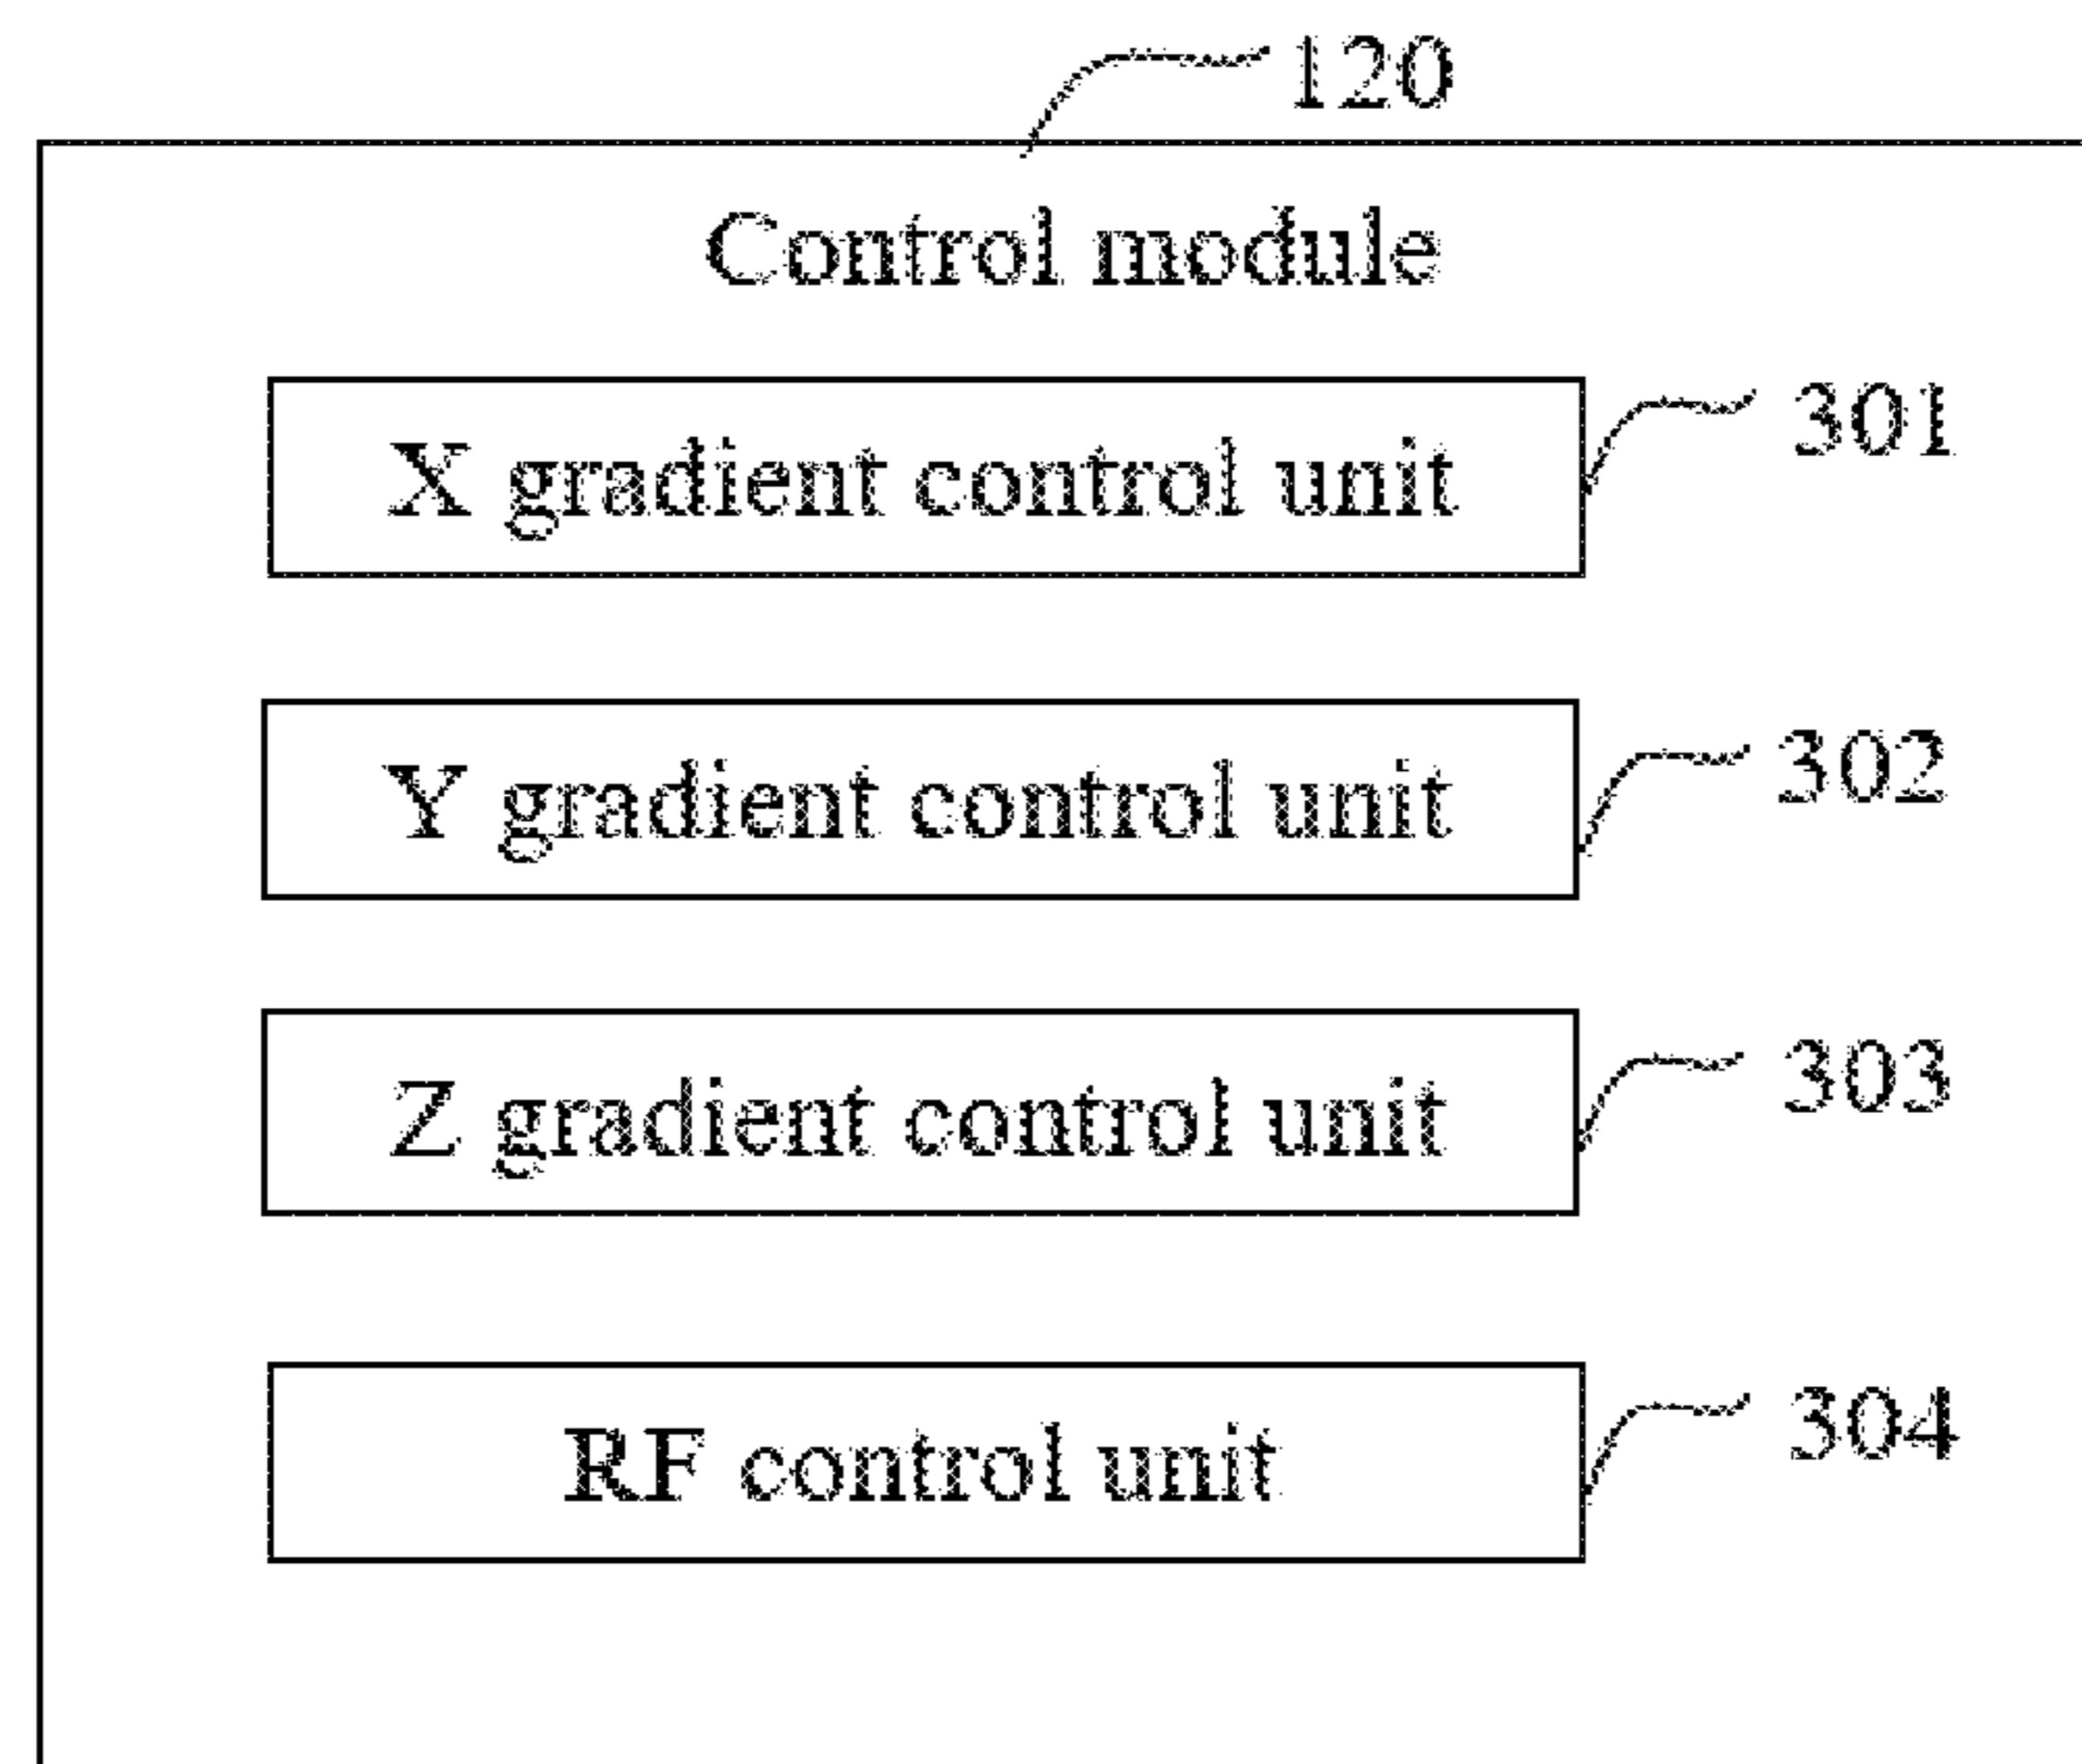 120
Control module
X gradient control unit 301
Y gradient control unit 302
Z gradient control unit 303
RF control unit 304